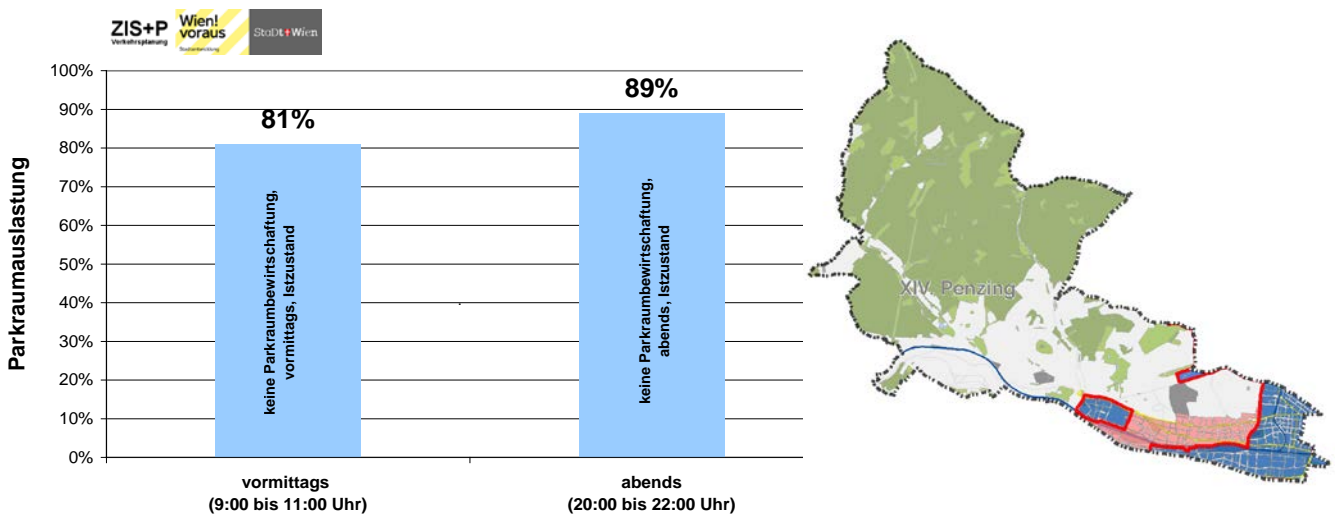 ZIS+P
Verkehrsplanung
Wien!
voraus
Stadtentwicklung
StaDt Wien
100%
90%
80%
70%
60%
50%
40%
30%
20%
10%
0%
Parkraumauslastung
81%
89%
keine Parkraumbewirtschaftung,
vormittags, Istzustand
keine Parkraumbewirtschaftung,
abends, Istzustand
vormittags
(9:00 bis 11:00 Uhr)
abends
(20:00 bis 22:00 Uhr)
XIV. Penzing